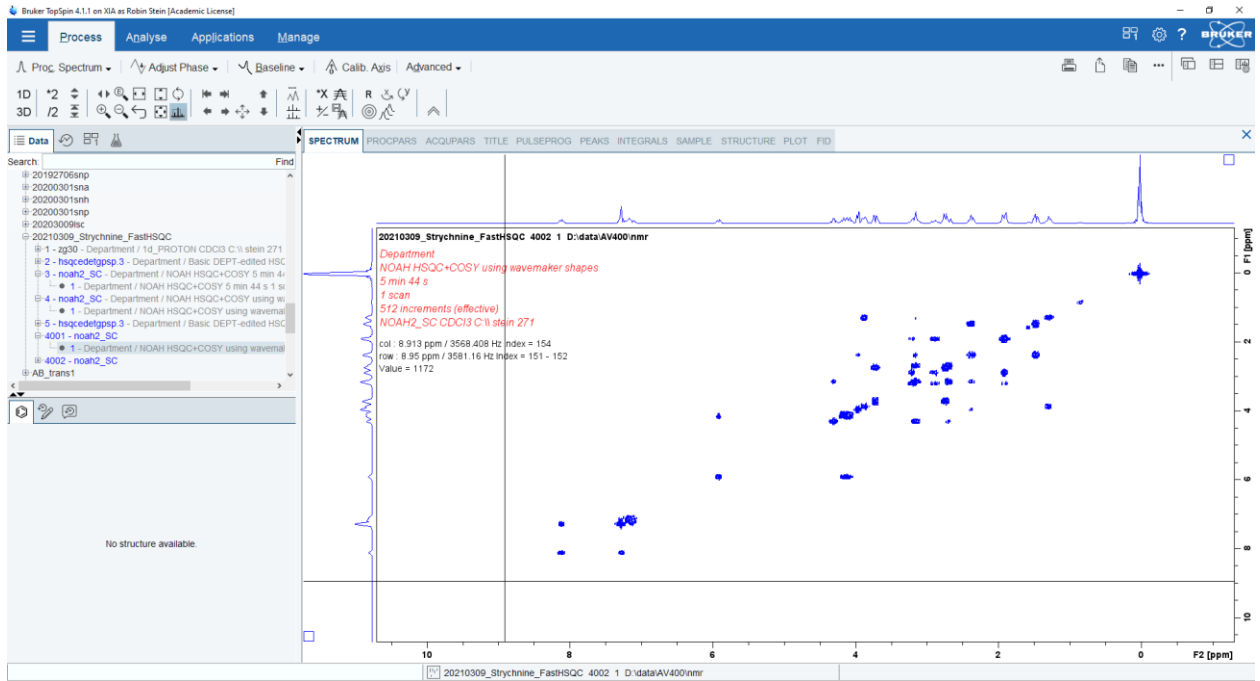 Bruker TopSpin 4.1.1 on XIA as Robin Stein [Academic License]
Process Analyse Applications Manage
BRUKER
Proc. Spectrum Adjust Phase Baseline Calib. Axis Advanced
1D *2 *X R
3D /2
Data
SPECTRUM PROCPARS ACQUPARS TITLE PULSEPROG PEAKS INTEGRALS SAMPLE STRUCTURE PLOT FID
Search: Find
20192706snp
20200301sna
20200301snh
20200301snp
20203009lsc
20210309_Strychnine_FastHSQC
1 - zg30 - Department / 1d_PROTON CDCl3 C:\\ stein 271
2 - hsqcedetgpsp.3 - Department / Basic DEPT-edited HSC
3 - noah2_SC - Department / NOAH HSQC+COSY 5 min 44
1 - Department / NOAH HSQC+COSY 5 min 44 s 1 s
4 - noah2_SC - Department / NOAH HSQC+COSY using wa
1 - Department / NOAH HSQC+COSY using wavemal
5 - hsqcedetgpsp.3 - Department / Basic DEPT-edited HSC
4001 - noah2_SC
1 - Department / NOAH HSQC+COSY using wavemal
4002 - noah2_SC
AB_trans1
No structure available.
20210309_Strychnine_FastHSQC 4002 1 D:\data\AV400\nmr
Department
NOAH HSQC+COSY using wavemaker shapes
5 min 44 s
1 scan
512 increments (effective)
NOAH2_SC CDCl3 C:\\ stein 271
col : 8.913 ppm / 3568.408 Hz Index = 154
row : 8.95 ppm / 3581.16 Hz Index = 151 - 152
Value = 1172
F1 [ppm]
0
2
4
6
8
10
10 8 6 4 2 0 F2 [ppm]
20210309_Strychnine_FastHSQC 4002 1 D:\data\AV400\nmr